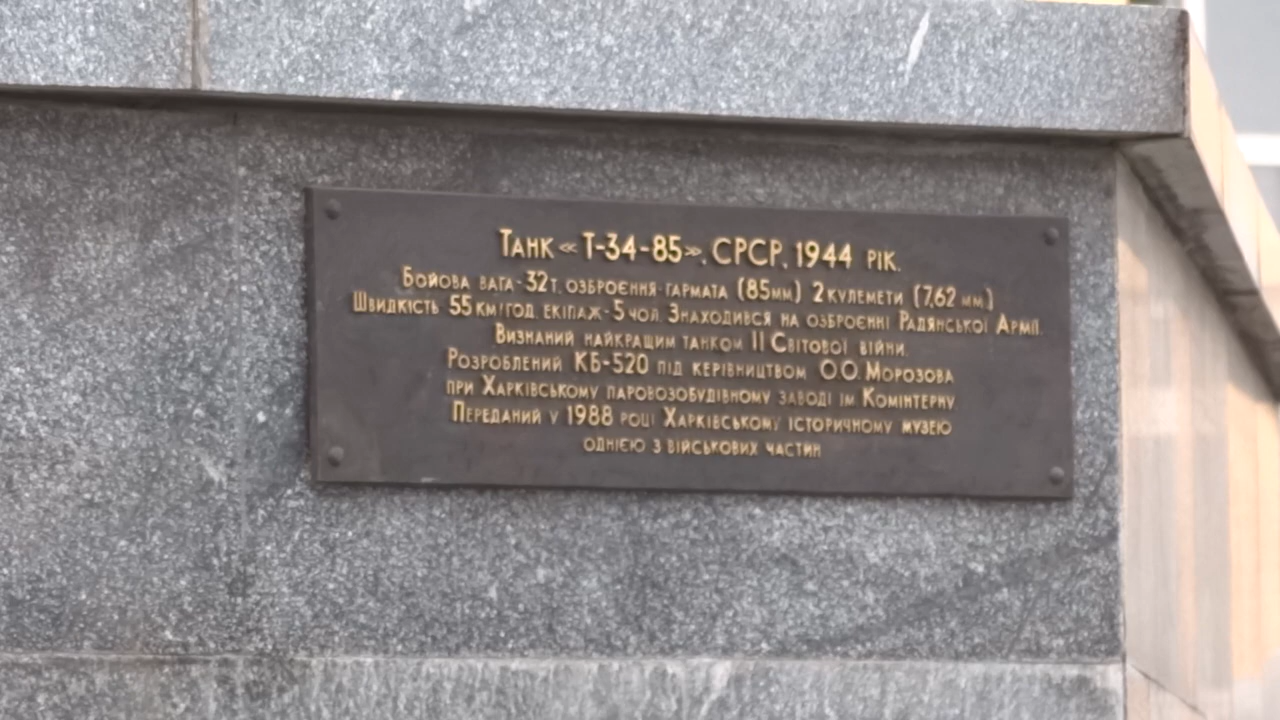 Танк «Т-34-85», СРСР, 1944 рік.
Бойова вага-32т. озброєння-гармата (85мм) 2 кулемети (7,62 мм)
Швидкість 55 км/год. екіпаж-5 чол. Знаходився на озброєнні Радянської Армії.
Визнаний найкращим танком II Світової війни.
Розроблений КБ-520 під керівництвом О.О. Морозова
при Харківському паровозобудівному заводі ім Комінтерну
Переданий у 1988 році Харківському історичному музею
однією з військових частин